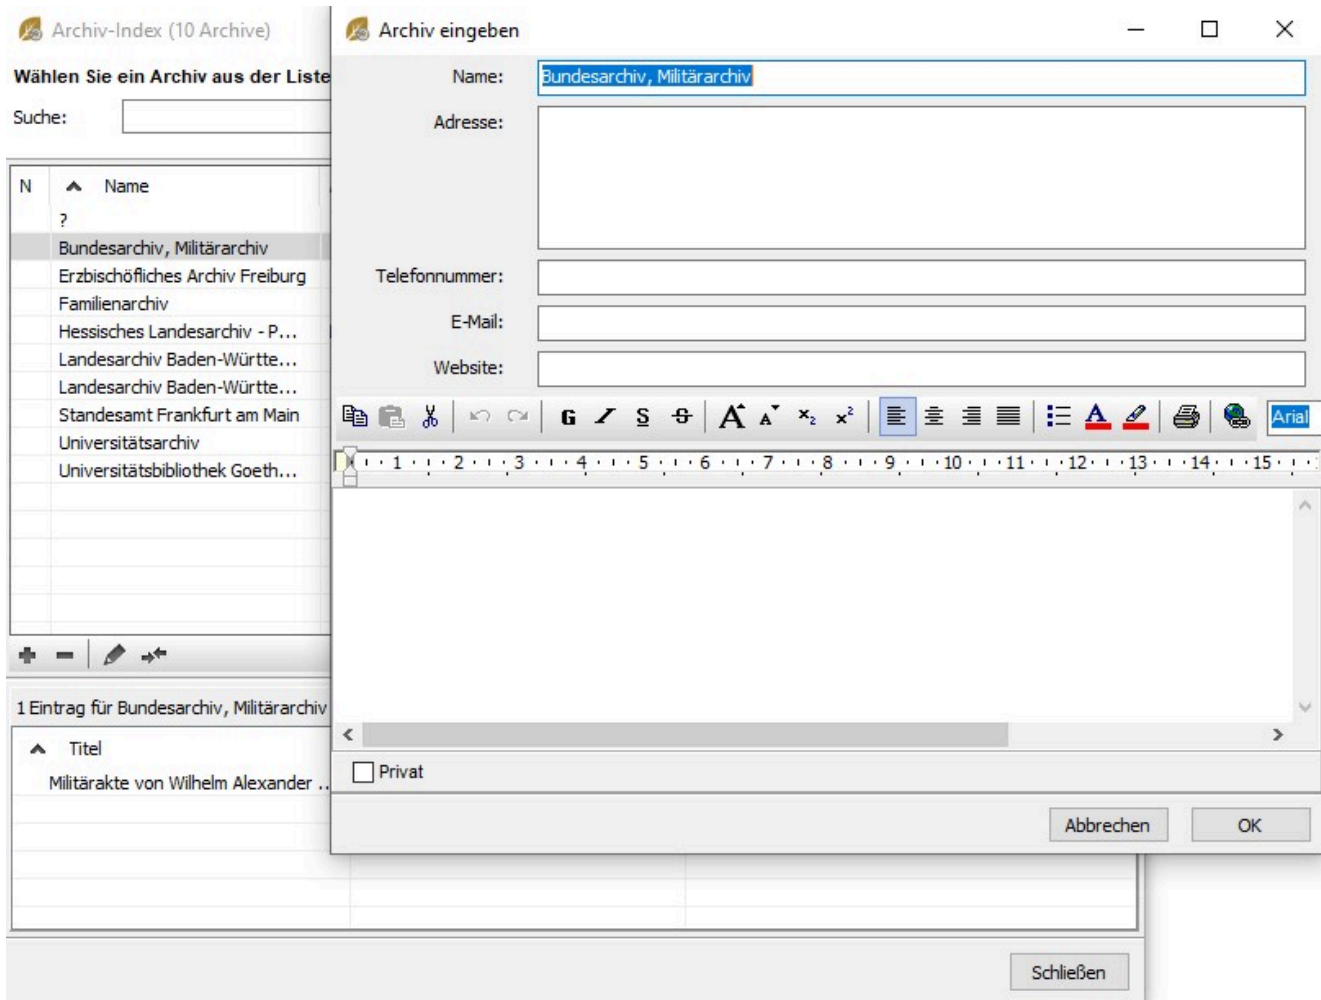 Archiv-Index (10 Archive)
Wählen Sie ein Archiv aus der Liste
Suche:
N Name
?
Bundesarchiv, Militärarchiv
Erzbischöfliches Archiv Freiburg
Familienarchiv
Hessisches Landesarchiv - P...
Landesarchiv Baden-Württe...
Landesarchiv Baden-Württe...
Standesamt Frankfurt am Main
Universitätsarchiv
Universitätsbibliothek Goeth...
1 Eintrag für Bundesarchiv, Militärarchiv
Titel
Militärakte von Wilhelm Alexander ...
Schließen
Archiv eingeben
Name: Bundesarchiv, Militärarchiv
Adresse:
Telefonnummer:
E-Mail:
Website:
G I S S A A x₂ x² A Arial
1 2 3 4 5 6 7 8 9 10 11 12 13 14 15
Privat
Abbrechen OK